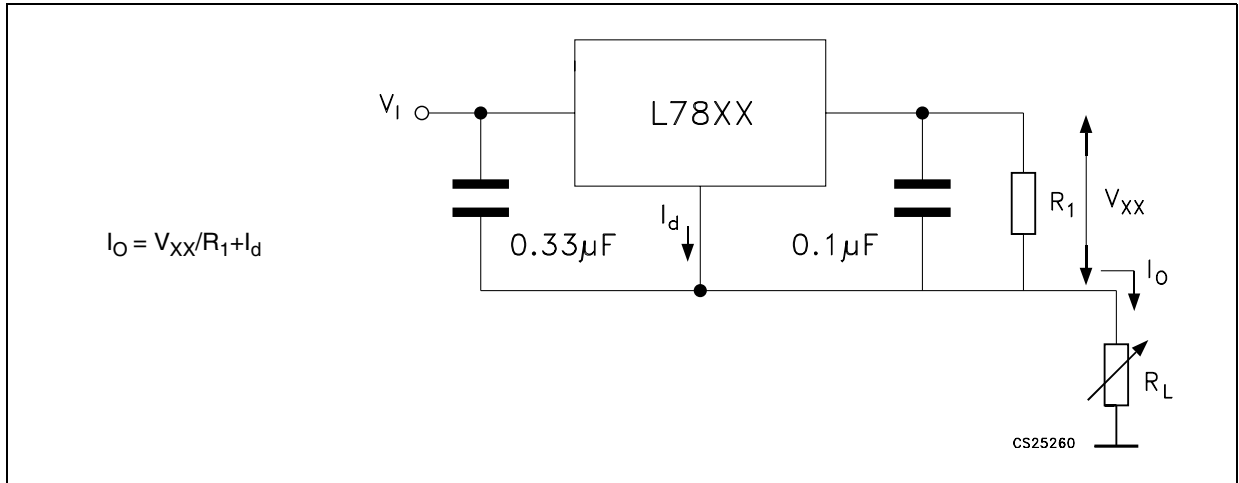 L78XX
V_I
I_d
R_1
V_XX
0.33µF
0.1µF
I_O = V_XX/R_1+I_d
I_O
R_L
CS25260